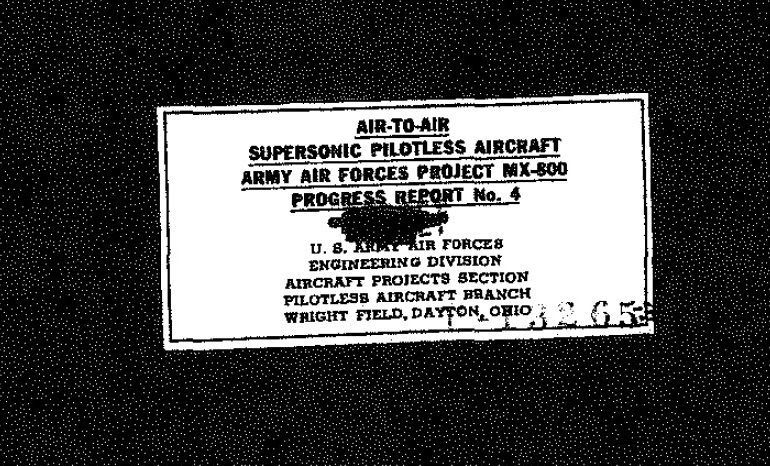 AIR-TO-AIR
SUPERSONIC PILOTLESS AIRCRAFT
ARMY AIR FORCES PROJECT MX-800
PROGRESS REPORT No. 4
U. S. ARMY AIR FORCES
ENGINEERING DIVISION
AIRCRAFT PROJECTS SECTION
PILOTLESS AIRCRAFT BRANCH
WRIGHT FIELD, DAYTON, OHIO
3265